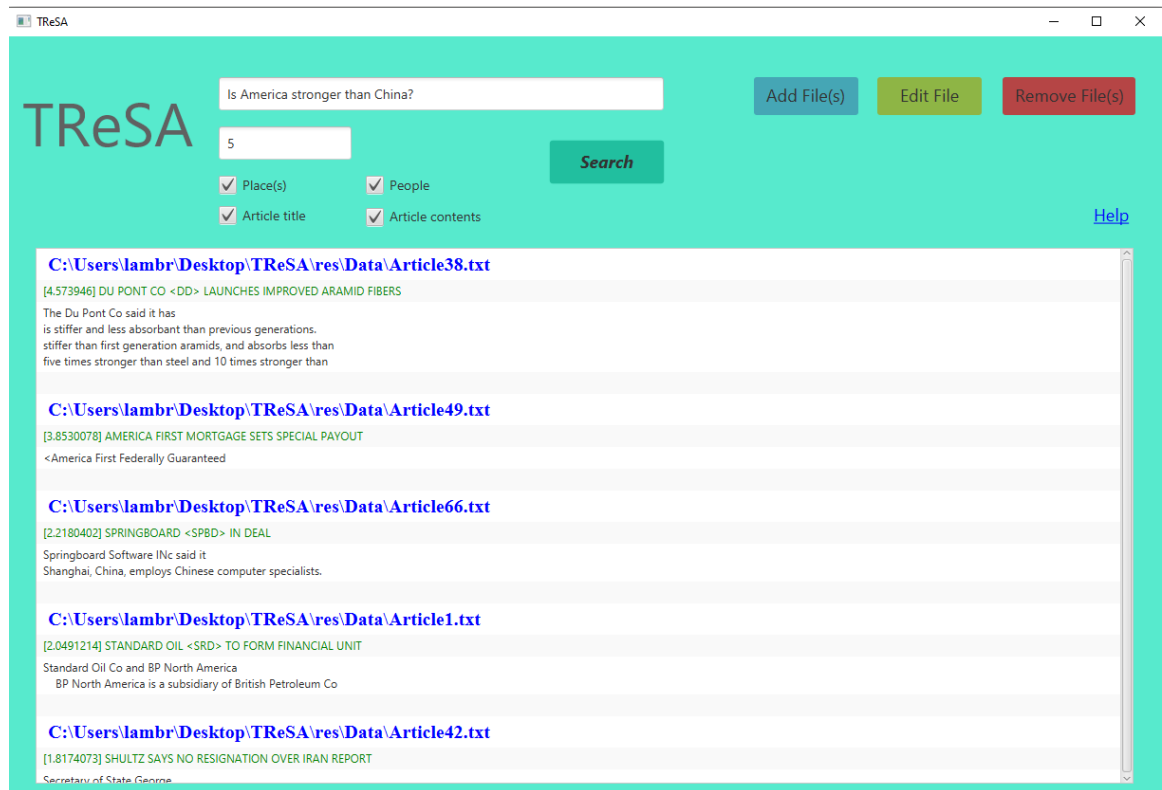 TReSA
Is America stronger than China?
Add File(s)
Edit File
Remove File(s)
TReSA
5
Search
Place(s)
People
Article title
Article contents
Help
C:\Users\lambr\Desktop\TReSA\res\Data\Article38.txt
[4.573946] DU PONT CO <DD> LAUNCHES IMPROVED ARAMID FIBERS
The Du Pont Co said it has
is stiffer and less absorbant than previous generations.
stiffer than first generation aramids, and absorbs less than
five times stronger than steel and 10 times stronger than
C:\Users\lambr\Desktop\TReSA\res\Data\Article49.txt
[3.8530078] AMERICA FIRST MORTGAGE SETS SPECIAL PAYOUT
<America First Federally Guaranteed
C:\Users\lambr\Desktop\TReSA\res\Data\Article66.txt
[2.2180402] SPRINGBOARD <SPBD> IN DEAL
Springboard Software INc said it
Shanghai, China, employs Chinese computer specialists.
C:\Users\lambr\Desktop\TReSA\res\Data\Article1.txt
[2.0491214] STANDARD OIL <SRD> TO FORM FINANCIAL UNIT
Standard Oil Co and BP North America
BP North America is a subsidiary of British Petroleum Co
C:\Users\lambr\Desktop\TReSA\res\Data\Article42.txt
[1.8174073] SHULTZ SAYS NO RESIGNATION OVER IRAN REPORT
Secretary of State George